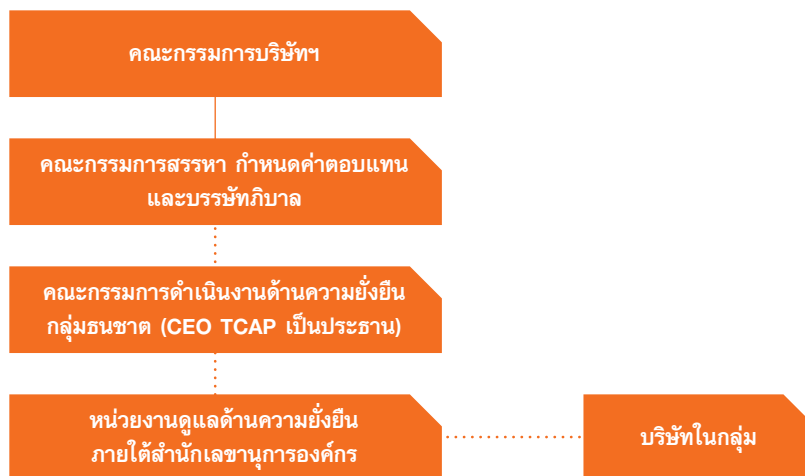 คณะกรรมการบริษัทฯ
คณะกรรมการสรรหา กำหนดค่าตอบแทน
และบรรษัทภิบาล
คณะกรรมการดำเนินงานด้านความยั่งยืน
กลุ่มธนชาต (CEO TCAP เป็นประธาน)
หน่วยงานดูแลด้านความยั่งยืน
ภายใต้สำนักเลขานุการองค์กร
บริษัทในกลุ่ม